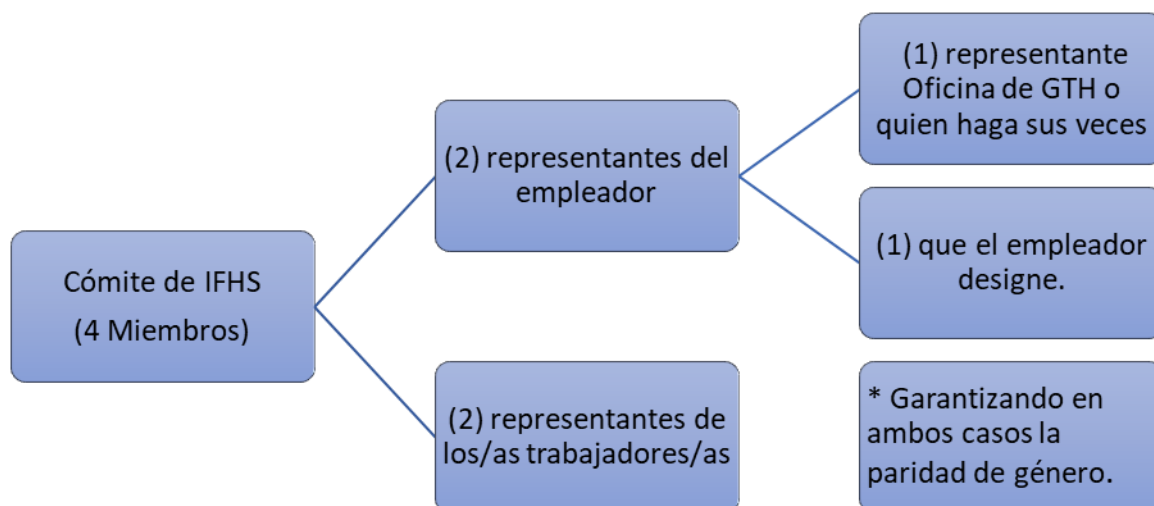 Cómite de IFHS
(4 Miembros)
(2) representantes del
empleador
(2) representantes de
los/as trabajadores/as
(1) representante
Oficina de GTH o
quien haga sus veces
(1) que el empleador
designe.
* Garantizando en
ambos casos la
paridad de género.